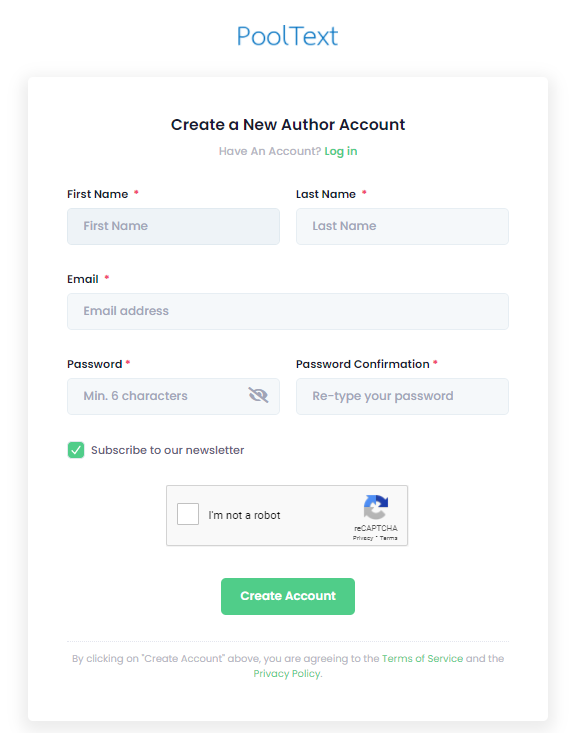 PoolText
Create a New Author Account
Have An Account? Log in
First Name *
Last Name *
First Name
Last Name
Email *
Email address
Password *
Password Confirmation *
Min. 6 characters
Re-type your password
Subscribe to our newsletter
I'm not a robot
reCAPTCHA
Privacy - Terms
Create Account
By clicking on "Create Account" above, you are agreeing to the Terms of Service and the
Privacy Policy.